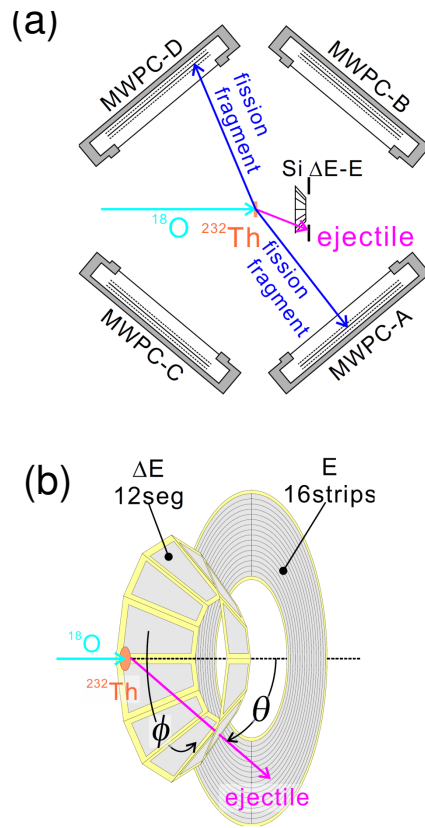 (a)
MWPC-D
MWPC-B
fission
fragment
Si ΔE-E
¹⁸O
²³²Th
ejectile
fission
fragment
MWPC-C
MWPC-A
(b)
ΔE
12seg
E
16strips
¹⁸O
²³²Th
ϕ
θ
ejectile